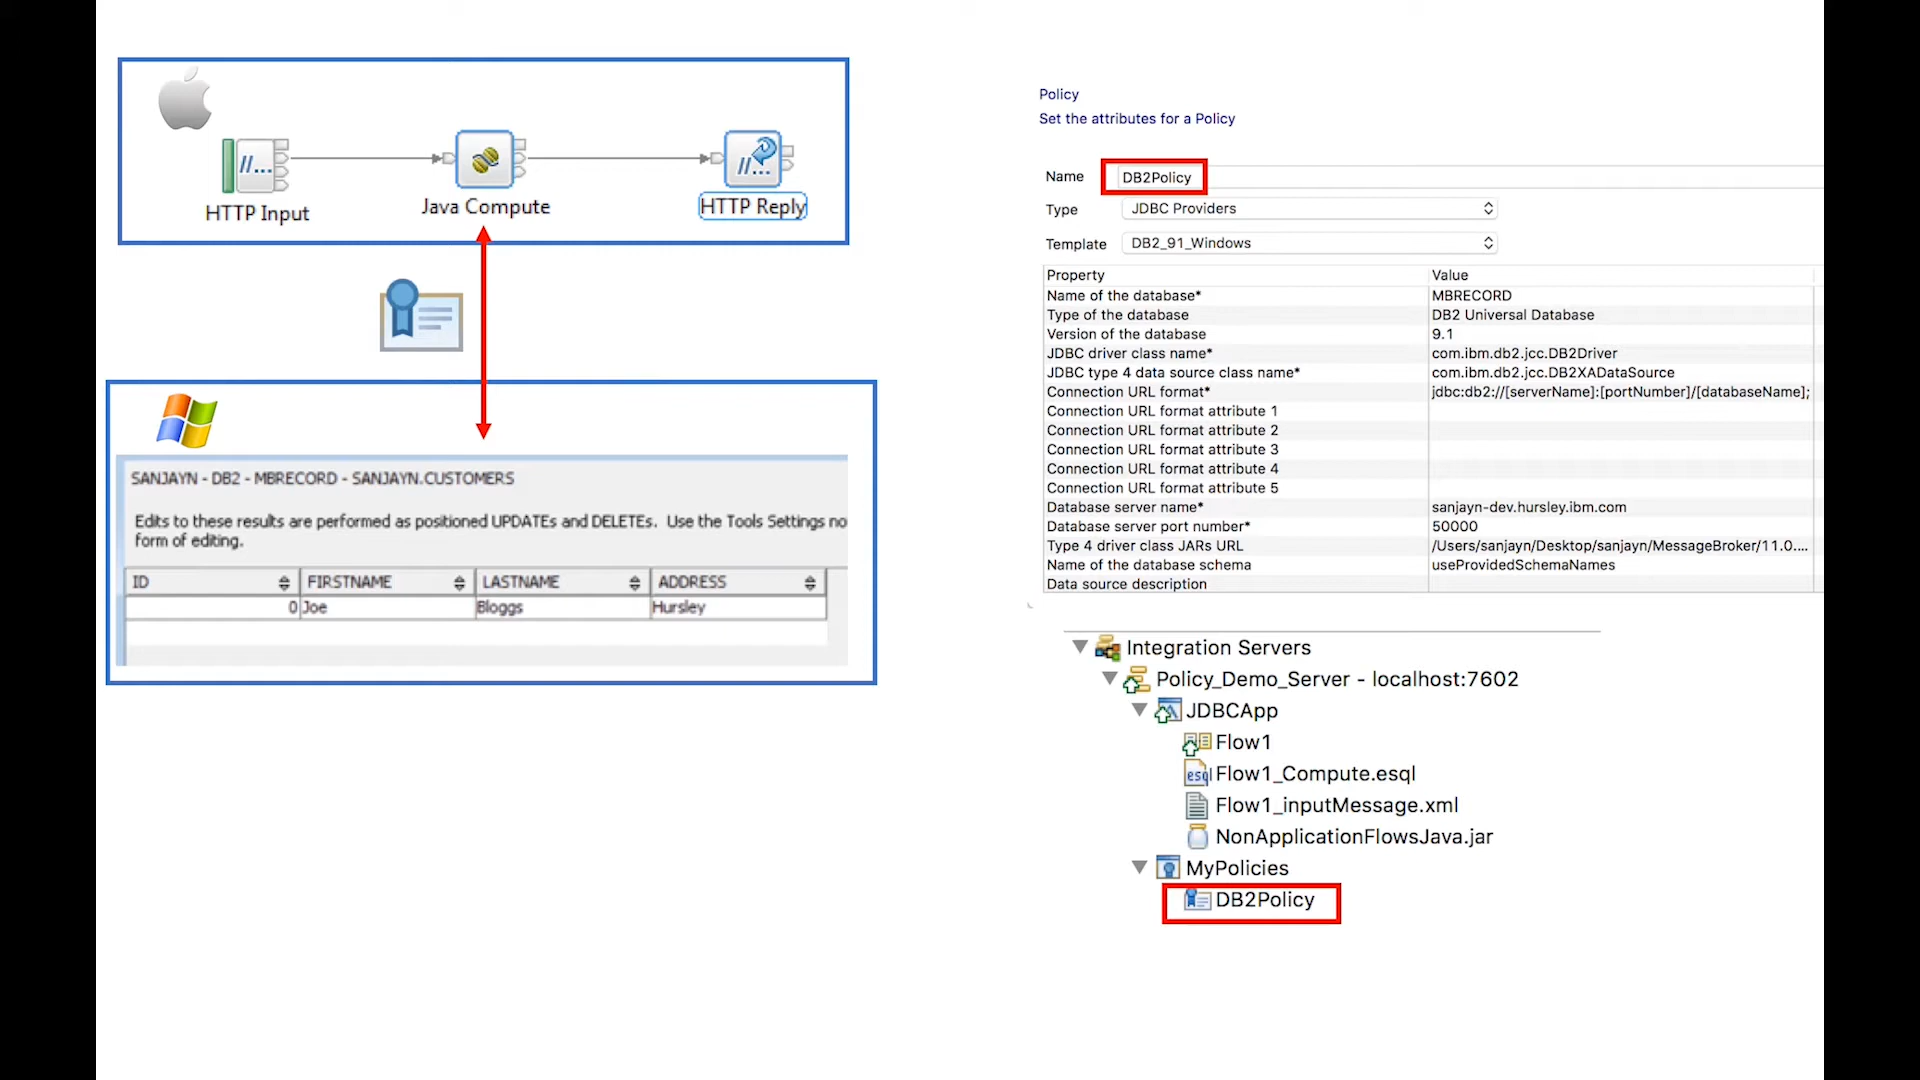 //...
//...
HTTP Input
Java Compute
HTTP Reply
SANJAYN - DB2 - MBRECORD - SANJAYN.CUSTOMERS
Edits to these results are performed as positioned UPDATEs and DELETEs. Use the Tools Settings no
form of editing.
ID FIRSTNAME LASTNAME ADDRESS
0 Joe Bloggs Hursley
Policy
Set the attributes for a Policy
Name DB2Policy
Type JDBC Providers
Template DB2_91_Windows
Property Value
Name of the database* MBRECORD
Type of the database DB2 Universal Database
Version of the database 9.1
JDBC driver class name* com.ibm.db2.jcc.DB2Driver
JDBC type 4 data source class name* com.ibm.db2.jcc.DB2XADataSource
Connection URL format* jdbc:db2://[serverName]:[portNumber]/[databaseName];
Connection URL format attribute 1
Connection URL format attribute 2
Connection URL format attribute 3
Connection URL format attribute 4
Connection URL format attribute 5
Database server name* sanjayn-dev.hursley.ibm.com
Database server port number* 50000
Type 4 driver class JARs URL /Users/sanjayn/Desktop/sanjayn/MessageBroker/11.0....
Name of the database schema useProvidedSchemaNames
Data source description
Integration Servers
Policy_Demo_Server - localhost:7602
JDBCApp
Flow1
esql Flow1_Compute.esql
Flow1_inputMessage.xml
NonApplicationFlowsJava.jar
MyPolicies
DB2Policy